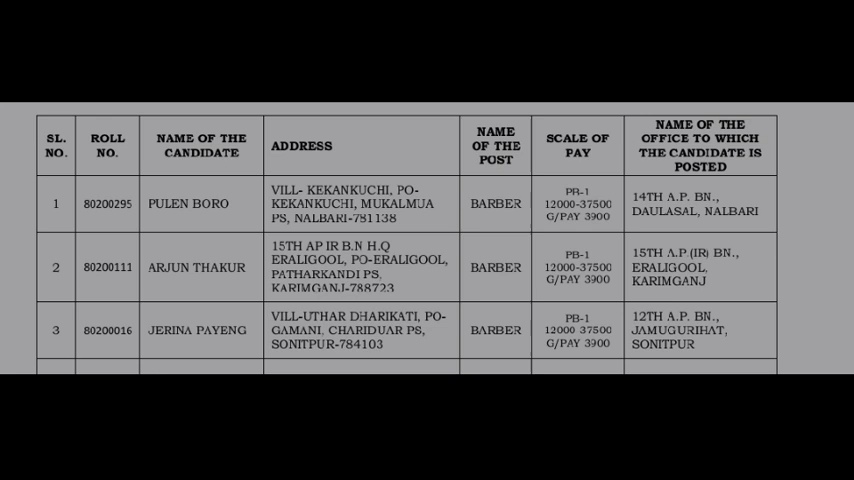 SL. NO.
ROLL NO.
NAME OF THE CANDIDATE
ADDRESS
NAME OF THE POST
SCALE OF PAY
NAME OF THE OFFICE TO WHICH THE CANDIDATE IS POSTED
1
80200295
PULEN BORO
VILL- KEKANKUCHI, PO-
KEKANKUCHI, MUKALMUA
PS, NALBARI-781138
BARBER
PB-1
12000-37500
G/PAY 3900
14TH A.P. BN.,
DAULASAL, NALBARI
2
80200111
ARJUN THAKUR
15TH AP IR B.N H.Q
ERALIGOOL, PO-ERALIGOOL,
PATHARKANDI PS,
KARIMGANJ-788723
BARBER
PB-1
12000-37500
G/PAY 3900
15TH A.P.(IR) BN.,
ERALIGOOL,
KARIMGANJ
3
80200016
JERINA PAYENG
VILL-UTHAR DHARIKATI, PO-
GAMANI, CHARIDUAR PS,
SONITPUR-784103
BARBER
PB-1
12000-37500
G/PAY 3900
12TH A.P. BN.,
JAMUGURIHAT,
SONITPUR